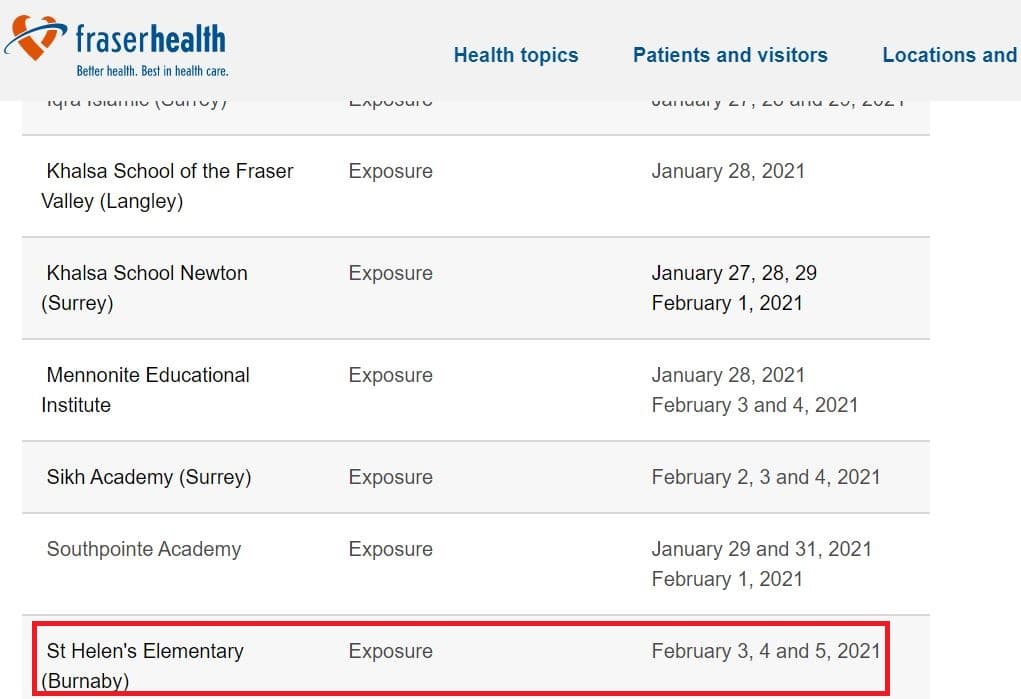 fraserhealth
Better health. Best in health care.
Health topics Patients and visitors Locations and
Iqra Islamic (Surrey) Exposure January 27, 28 and 29, 2021
Khalsa School of the Fraser Exposure January 28, 2021
Valley (Langley)
Khalsa School Newton Exposure January 27, 28, 29
(Surrey) February 1, 2021
Mennonite Educational Exposure January 28, 2021
Institute February 3 and 4, 2021
Sikh Academy (Surrey) Exposure February 2, 3 and 4, 2021
Southpointe Academy Exposure January 29 and 31, 2021
February 1, 2021
St Helen's Elementary Exposure February 3, 4 and 5, 2021
(Burnaby)